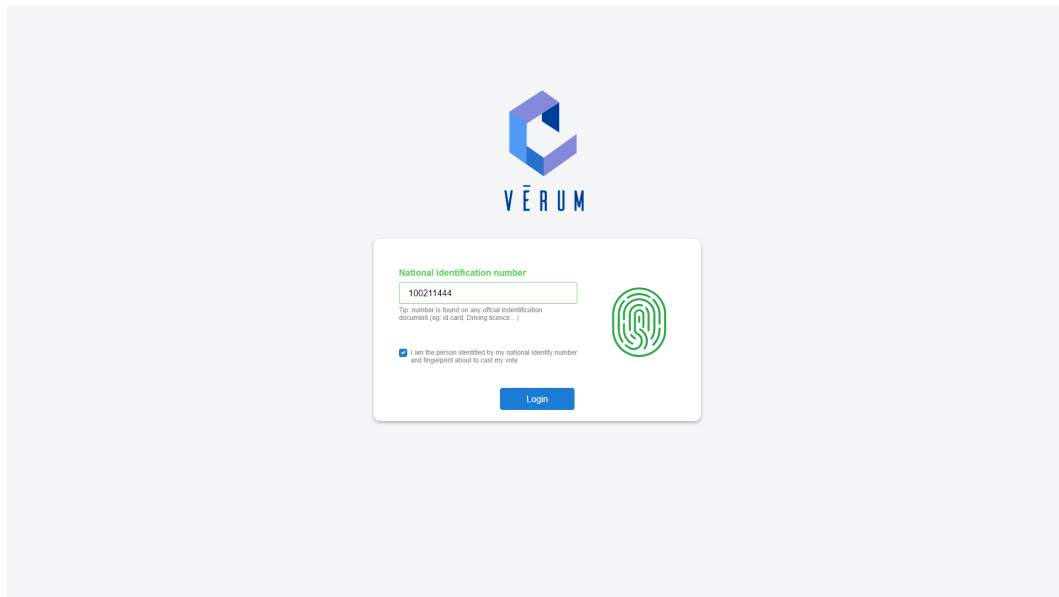 VĒRUM
National identification number
100211444
Tip: number is found on any offcial indentification
document (eg: id card, Driving licence…)
I am the person identified by my national Identity number
and fingerprint about to cast my vote
Login